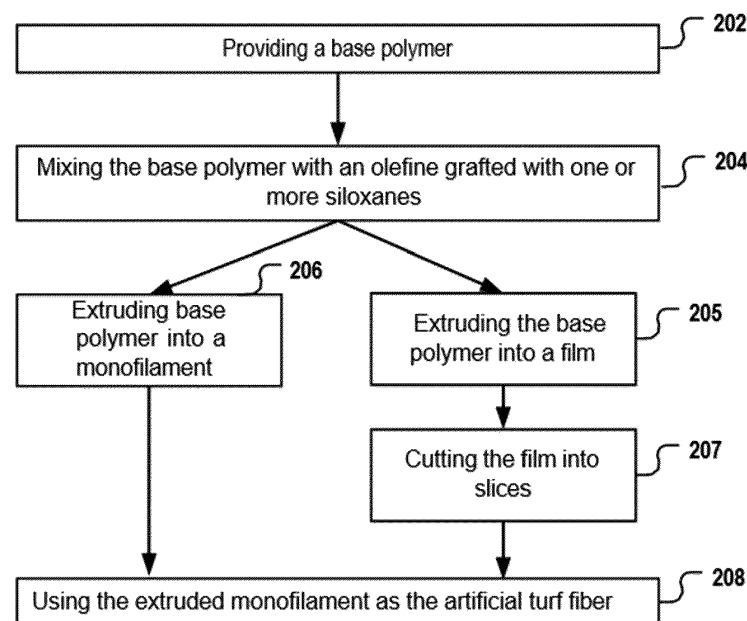 Providing a base polymer
202
Mixing the base polymer with an olefine grafted with one or
more siloxanes
204
206
Extruding base
polymer into a
monofilament
Extruding the base
polymer into a film
205
Cutting the film into
slices
207
Using the extruded monofilament as the artificial turf fiber
208